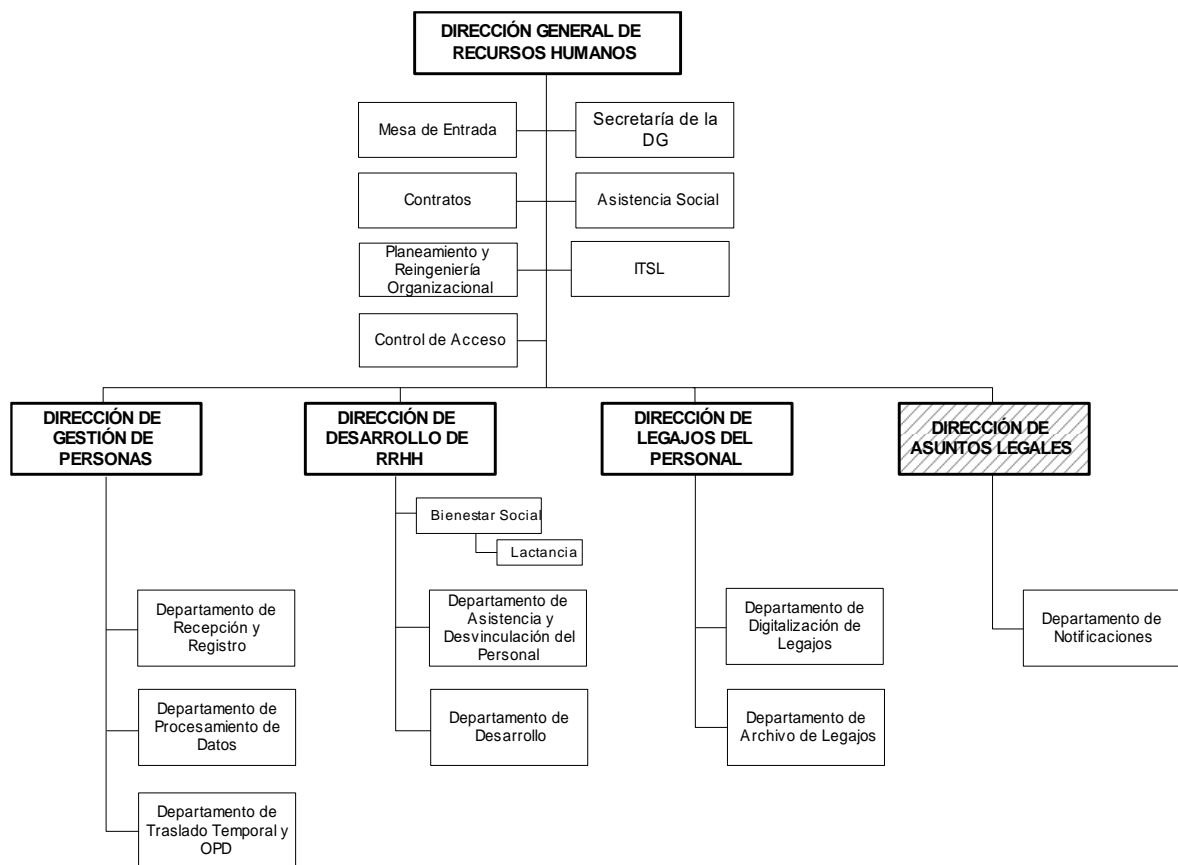 DIRECCIÓN GENERAL DE
RECURSOS HUMANOS
Mesa de Entrada
Secretaría de la
DG
Contratos
Asistencia Social
Planeamiento y
Reingeniería
Organizacional
ITSL
Control de Acceso
DIRECCIÓN DE
GESTIÓN DE
PERSONAS
DIRECCIÓN DE
DESARROLLO DE
RRHH
DIRECCIÓN DE
LEGAJOS DEL
PERSONAL
DIRECCIÓN DE
ASUNTOS LEGALES
Bienestar Social
Lactancia
Departamento de
Recepción y
Registro
Departamento de
Asistencia y
Desvinculación del
Personal
Departamento de
Digitalización de
Legajos
Departamento de
Notificaciones
Departamento de
Procesamiento de
Datos
Departamento de
Desarrollo
Departamento de
Archivo de Legajos
Departamento de
Traslado Temporal y
OPD